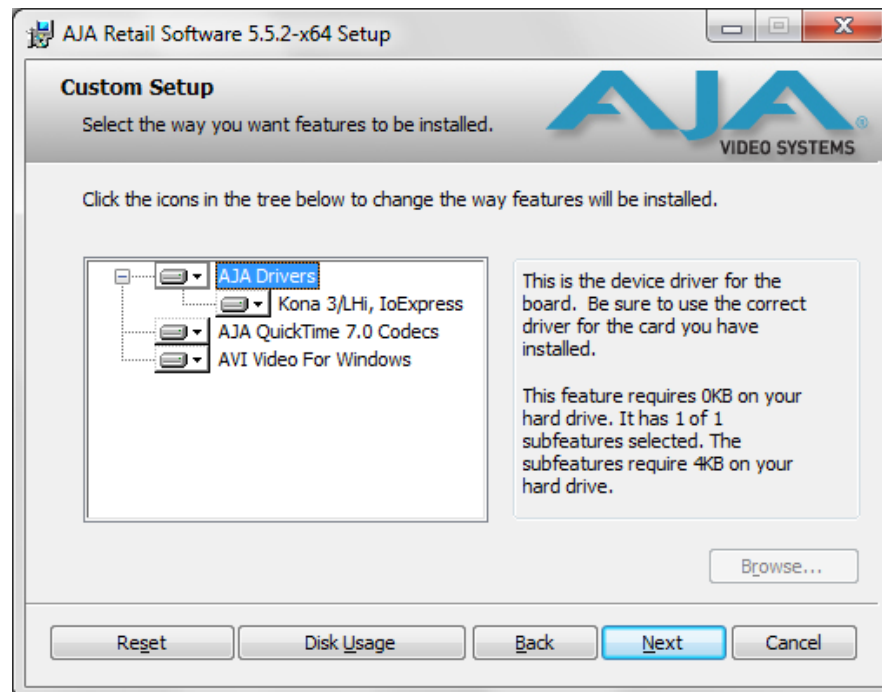 AJA Retail Software 5.5.2-x64 Setup
Custom Setup
Select the way you want features to be installed.
AJA®
VIDEO SYSTEMS
Click the icons in the tree below to change the way features will be installed.
AJA Drivers
Kona 3/LHi, IoExpress
AJA QuickTime 7.0 Codecs
AVI Video For Windows
This is the device driver for the
board. Be sure to use the correct
driver for the card you have
installed.
This feature requires 0KB on your
hard drive. It has 1 of 1
subfeatures selected. The
subfeatures require 4KB on your
hard drive.
Browse...
Reset Disk Usage Back Next Cancel